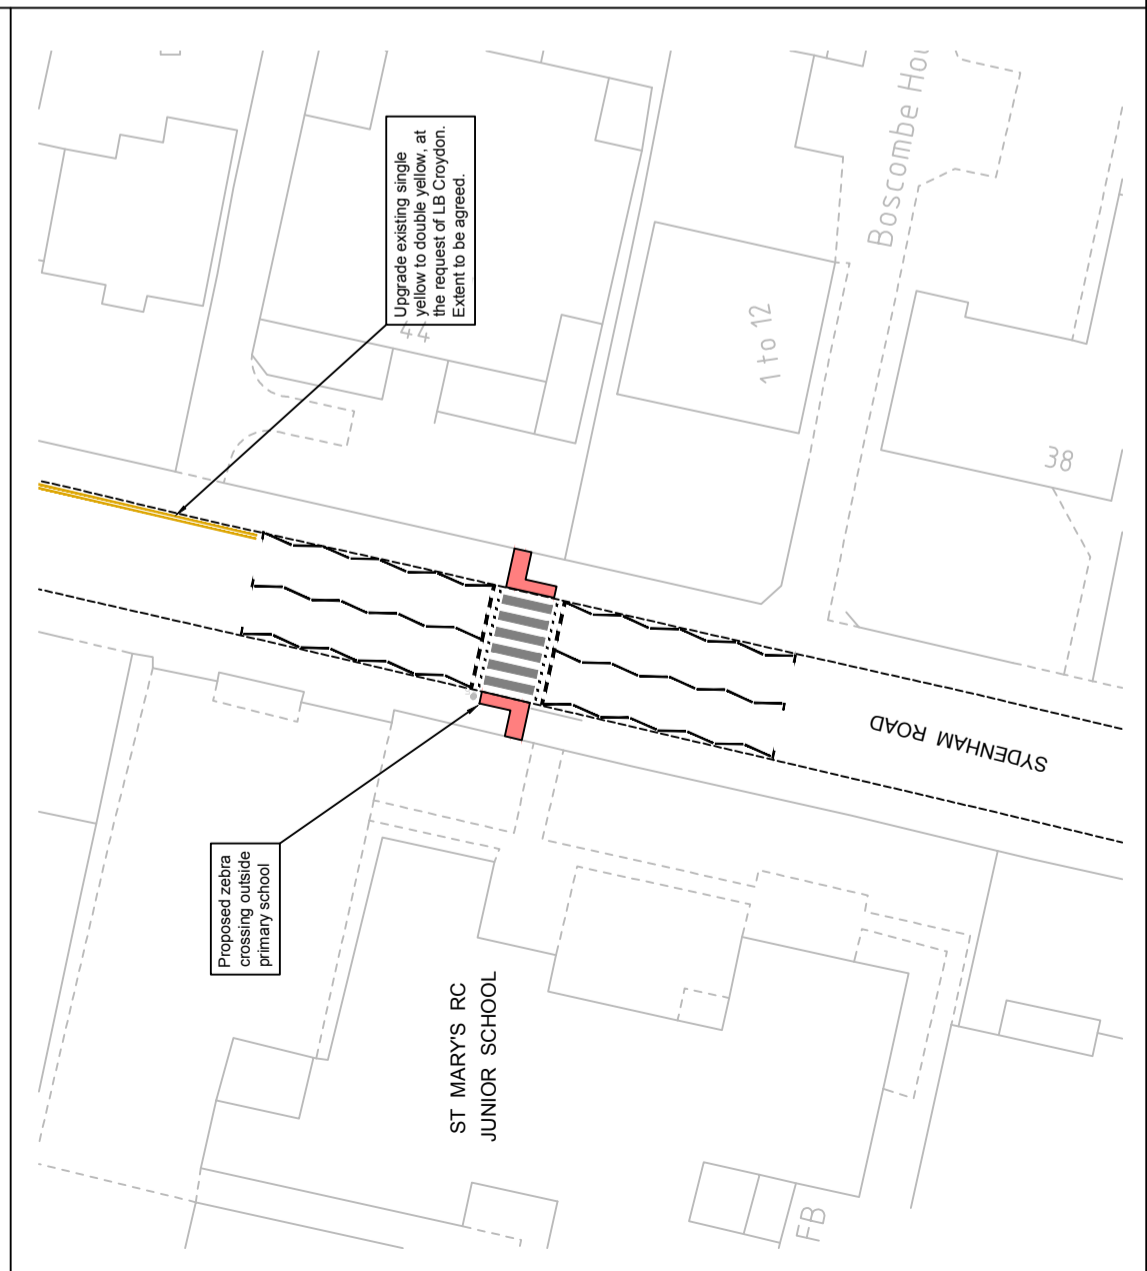 Upgrade existing single
yellow to double yellow, at
the request of LB Croydon.
Extent to be agreed.
44
Boscombe Hou
1 to 12
38
SYDENHAM ROAD
Proposed zebra
crossing outside
primary school
ST MARY'S RC
JUNIOR SCHOOL
FB